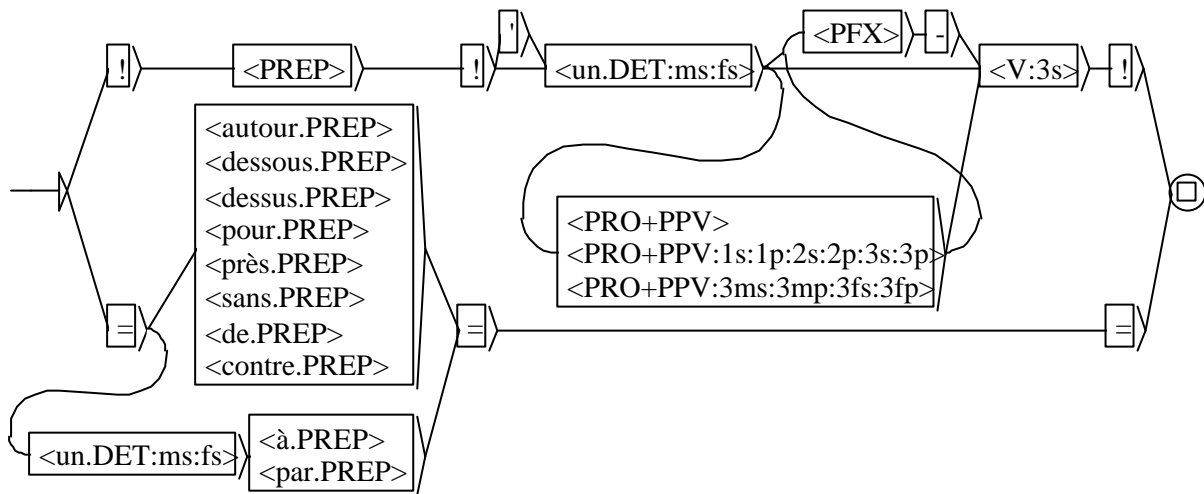 '
<PFX> -
! <PREP> ! <un.DET:ms:fs> <V:3s> !
<autour.PREP>
<dessous.PREP>
<dessus.PREP>
<pour.PREP>
<près.PREP>
<sans.PREP>
<de.PREP>
<contre.PREP>
<PRO+PPV>
<PRO+PPV:1s:1p:2s:2p:3s:3p>
<PRO+PPV:3ms:3mp:3fs:3fp>
= = =
<un.DET:ms:fs>
<à.PREP>
<par.PREP>